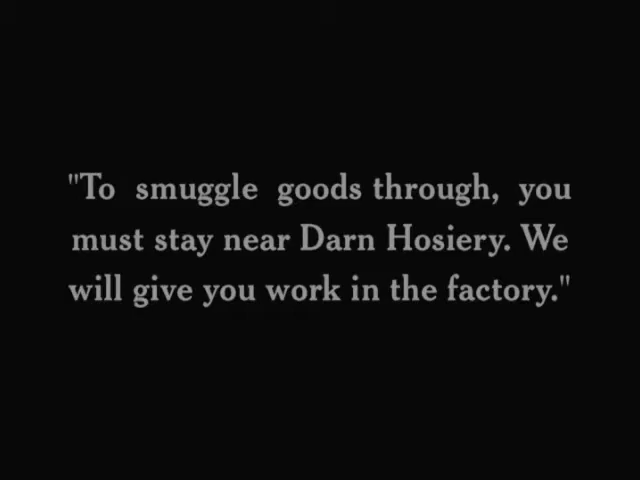 "To smuggle goods through, you
must stay near Darn Hosiery. We
will give you work in the factory."